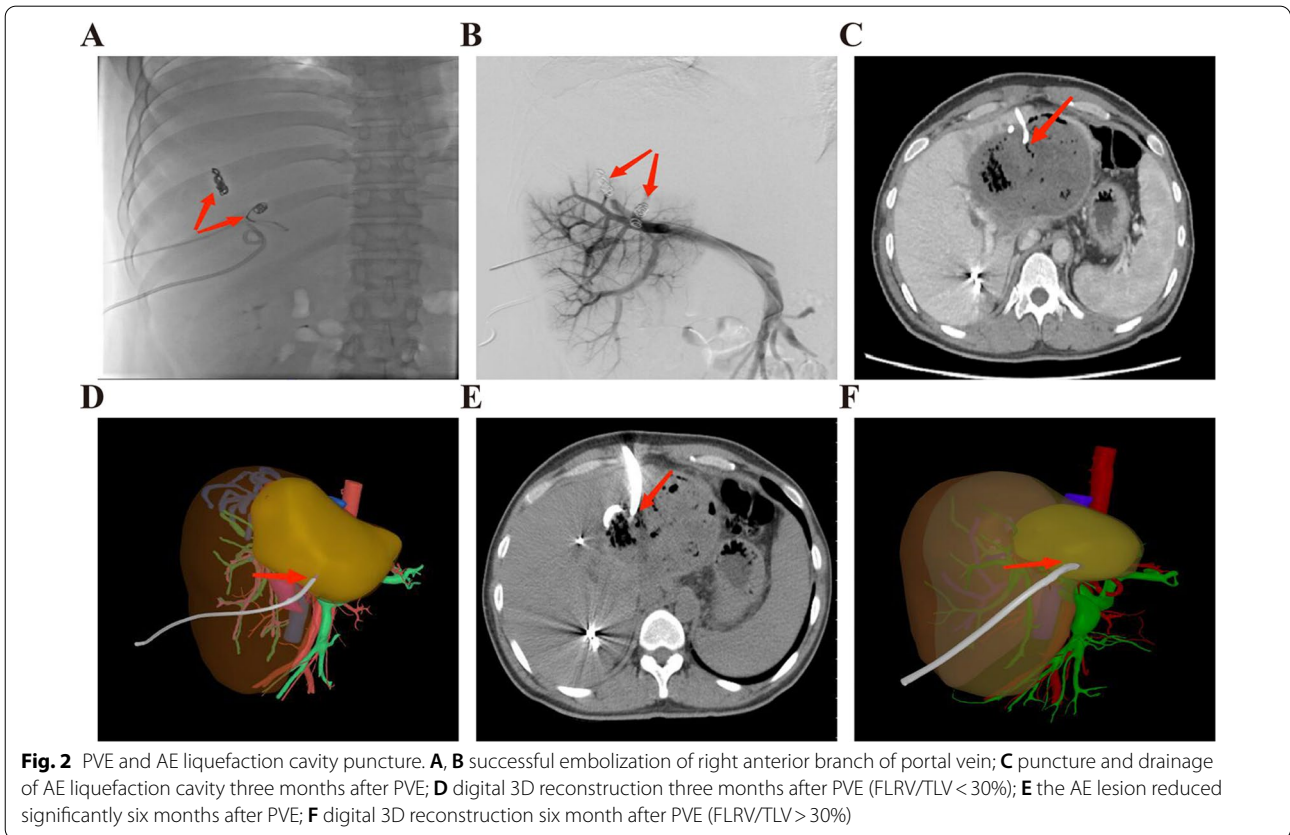 A
B
C
D
E
F
Fig. 2 PVE and AE liquefaction cavity puncture. A, B successful embolization of right anterior branch of portal vein; C puncture and drainage
of AE liquefaction cavity three months after PVE; D digital 3D reconstruction three months after PVE (FLRV/TLV < 30%); E the AE lesion reduced
significantly six months after PVE; F digital 3D reconstruction six month after PVE (FLRV/TLV > 30%)